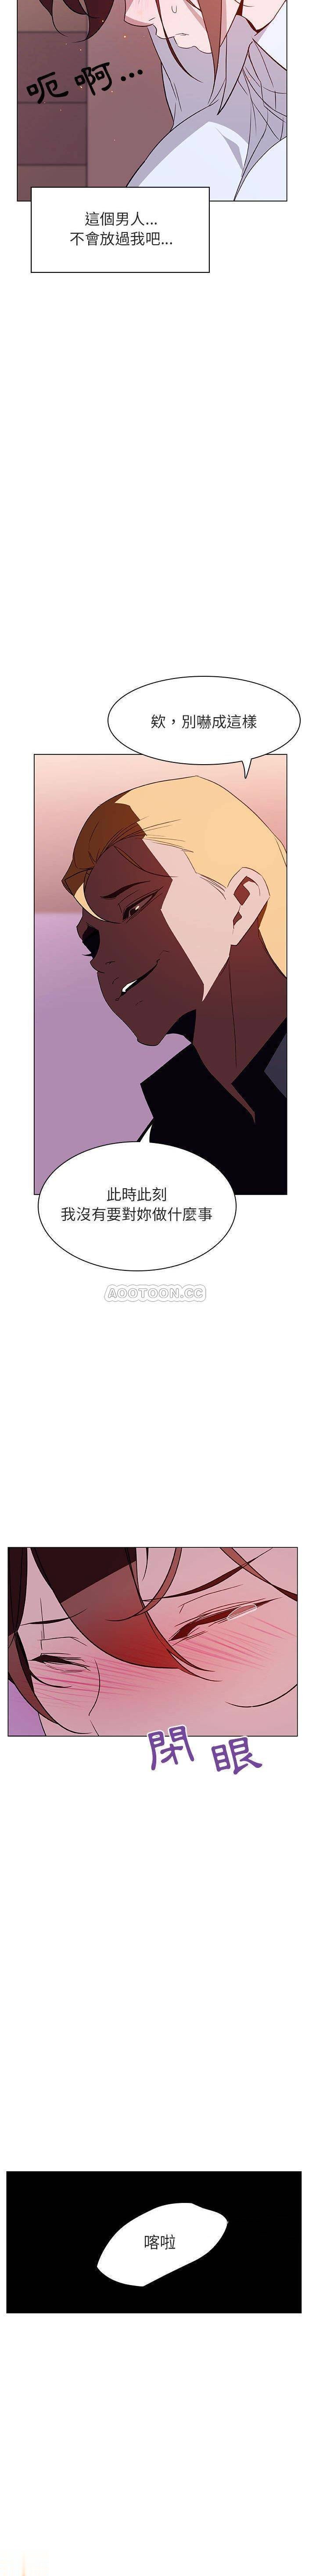 呃啊...
這個男人...
不會放過我吧...
欸，別嚇成這樣
此時此刻
我沒有要對妳做什麼事
AOOTOON.CC
閉眼
喀啦